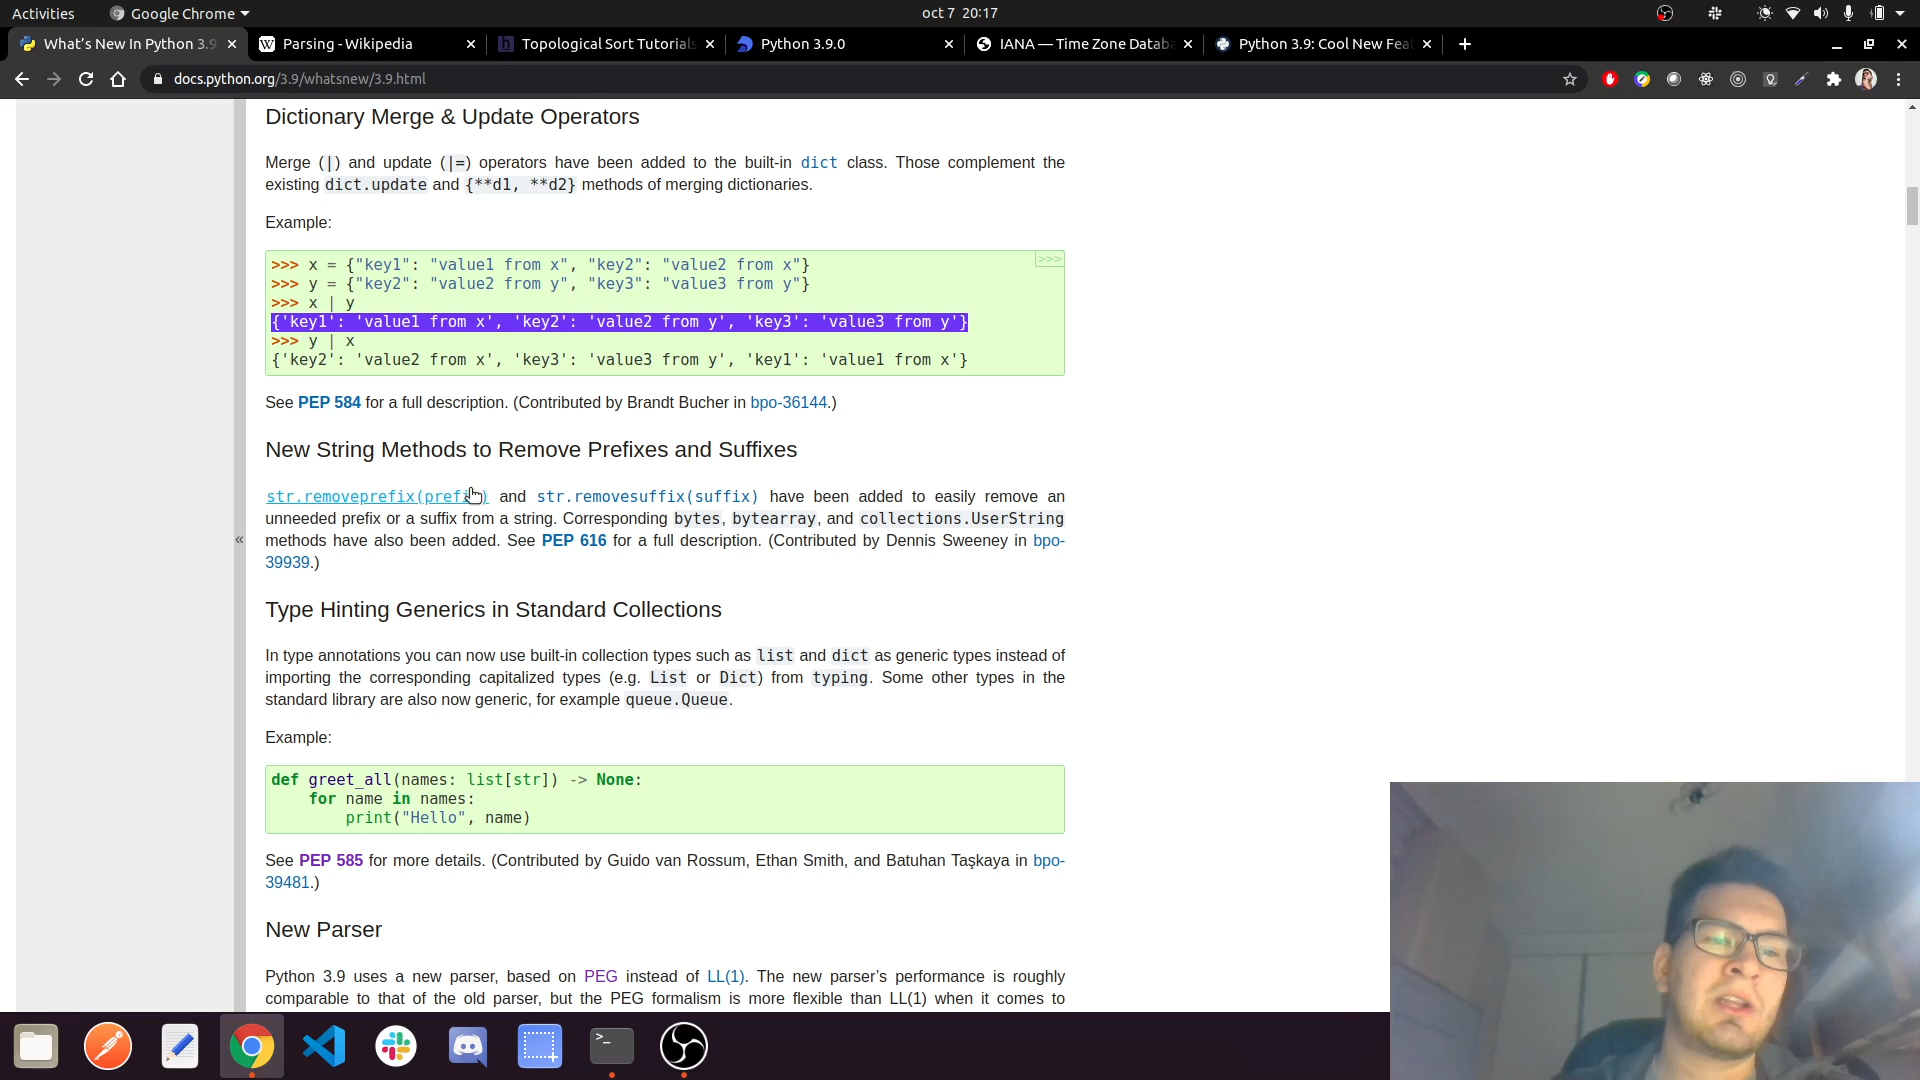 Activities Google Chrome oct 7 20:17
What's New In Python 3.9 Parsing - Wikipedia Topological Sort Tutorials Python 3.9.0 IANA — Time Zone Databa Python 3.9: Cool New Fea
docs.python.org/3.9/whatsnew/3.9.html
Dictionary Merge & Update Operators
Merge (|) and update (|=) operators have been added to the built-in dict class. Those complement the
existing dict.update and {**d1, **d2} methods of merging dictionaries.
Example:
>>>
>>> x = {"key1": "value1 from x", "key2": "value2 from x"}
>>> y = {"key2": "value2 from y", "key3": "value3 from y"}
>>> x | y
{'key1': 'value1 from x', 'key2': 'value2 from y', 'key3': 'value3 from y'}
>>> y | x
{'key2': 'value2 from x', 'key3': 'value3 from y', 'key1': 'value1 from x'}
See PEP 584 for a full description. (Contributed by Brandt Bucher in bpo-36144.)
New String Methods to Remove Prefixes and Suffixes
str.removeprefix(prefix) and str.removesuffix(suffix) have been added to easily remove an
unneeded prefix or a suffix from a string. Corresponding bytes, bytearray, and collections.UserString
methods have also been added. See PEP 616 for a full description. (Contributed by Dennis Sweeney in bpo-
39939.)
«
Type Hinting Generics in Standard Collections
In type annotations you can now use built-in collection types such as list and dict as generic types instead of
importing the corresponding capitalized types (e.g. List or Dict) from typing. Some other types in the
standard library are also now generic, for example queue.Queue.
Example:
def greet_all(names: list[str]) -> None:
    for name in names:
        print("Hello", name)
See PEP 585 for more details. (Contributed by Guido van Rossum, Ethan Smith, and Batuhan Taşkaya in bpo-
39481.)
New Parser
Python 3.9 uses a new parser, based on PEG instead of LL(1). The new parser's performance is roughly
comparable to that of the old parser, but the PEG formalism is more flexible than LL(1) when it comes to